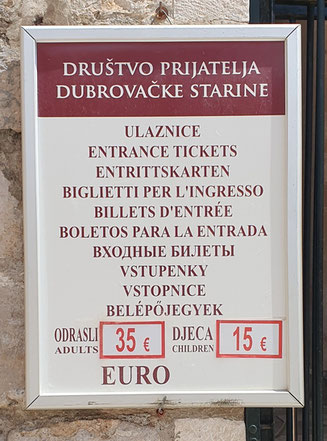 DRUŠTVO PRIJATELJA
DUBROVAČKE STARINE
ULAZNICE
ENTRANCE TICKETS
ENTRITTSKARTEN
BIGLIETTI PER L'INGRESSO
BILLETS D'ENTRÉE
BOLETOS PARA LA ENTRADA
ВХОДНЫЕ БИЛЕТЫ
VSTUPENKY
VSTOPNICE
BELÉPŐJEGYEK
ODRASLI 35 € DJECA 15 €
ADULTS CHILDREN
EURO